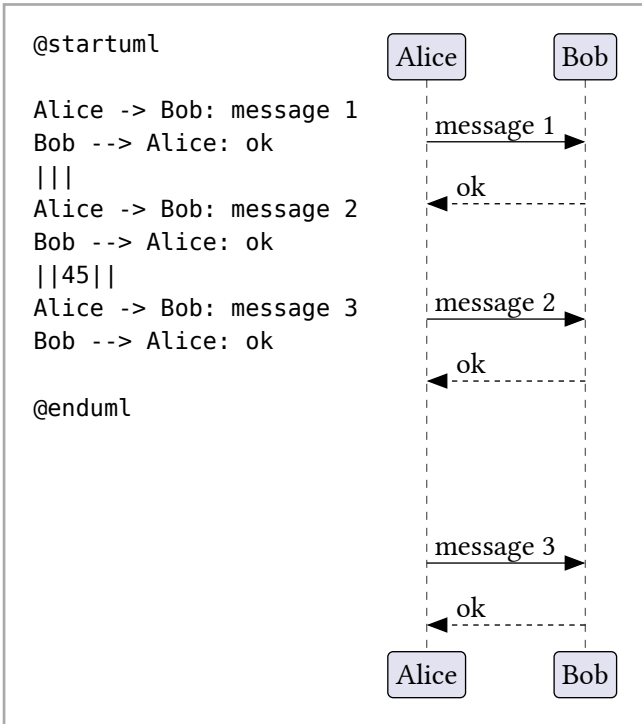 @startuml
Alice -> Bob: message 1
Bob --> Alice: ok
|||
Alice -> Bob: message 2
Bob --> Alice: ok
||45||
Alice -> Bob: message 3
Bob --> Alice: ok
@enduml
Alice Bob
message 1
ok
message 2
ok
message 3
ok
Alice Bob